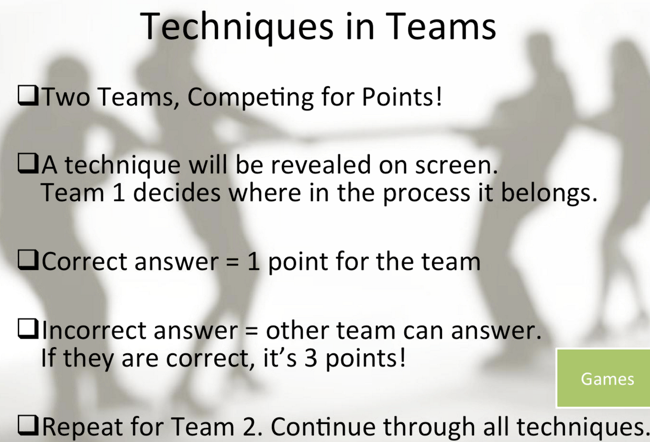 Techniques in Teams
❑Two Teams, Competing for Points!
❑A technique will be revealed on screen.
Team 1 decides where in the process it belongs.
❑Correct answer = 1 point for the team
❑Incorrect answer = other team can answer.
If they are correct, it’s 3 points!
Games
❑Repeat for Team 2. Continue through all techniques.